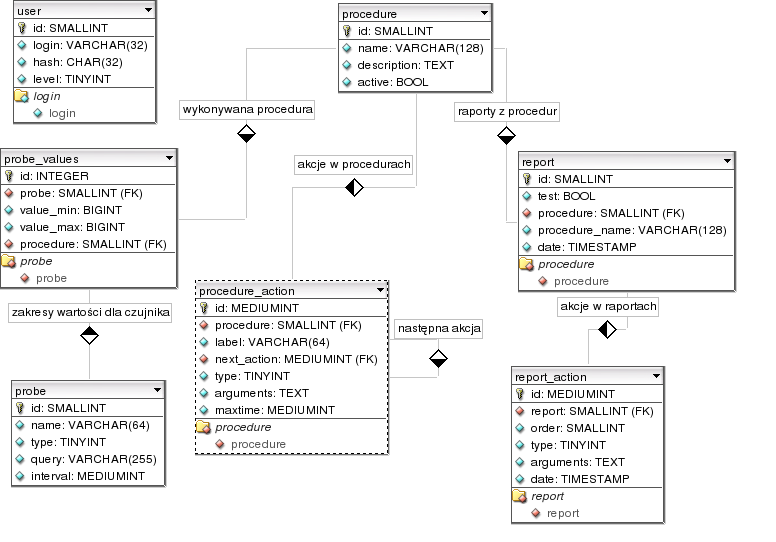 user
id: SMALLINT
login: VARCHAR(32)
hash: CHAR(32)
level: TINYINT
login
login
procedure
id: SMALLINT
name: VARCHAR(128)
description: TEXT
active: BOOL
wykonywana procedura
raporty z procedur
akcje w procedurach
probe_values
id: INTEGER
probe: SMALLINT (FK)
value_min: BIGINT
value_max: BIGINT
procedure: SMALLINT (FK)
probe
probe
report
id: SMALLINT
test: BOOL
procedure: SMALLINT (FK)
procedure_name: VARCHAR(128)
date: TIMESTAMP
procedure
procedure
zakresy wartości dla czujnika
procedure_action
id: MEDIUMINT
procedure: SMALLINT (FK)
label: VARCHAR(64)
next_action: MEDIUMINT (FK)
type: TINYINT
arguments: TEXT
maxtime: MEDIUMINT
procedure
procedure
następna akcja
akcje w raportach
probe
id: SMALLINT
name: VARCHAR(64)
type: TINYINT
query: VARCHAR(255)
interval: MEDIUMINT
report_action
id: MEDIUMINT
report: SMALLINT (FK)
order: SMALLINT
type: TINYINT
arguments: TEXT
date: TIMESTAMP
report
report